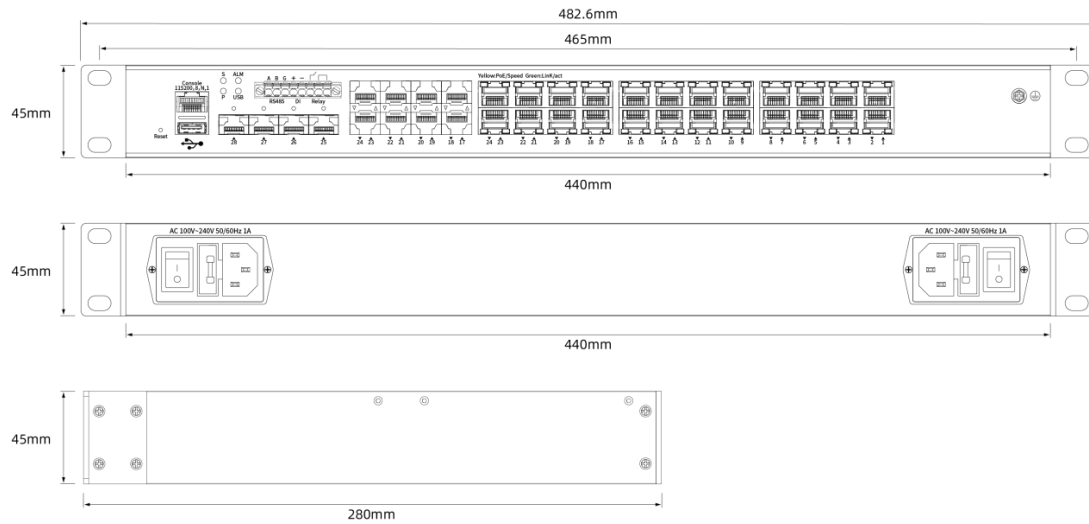 482.6mm
465mm
Console
115200,8,N,1
S ALM
P USB
A B G + −
RS485 DI Relay
Yellow:PoE/Speed Green:LinK/act
45mm
Reset
28 27 26 25
24 23 22 21 20 19 18 17
24 23 22 21 20 19 18 17
16 15 14 13 12 11 10 9
8 7 6 5 4 3 2 1
440mm
AC 100V~240V 50/60Hz 1A
AC 100V~240V 50/60Hz 1A
45mm
440mm
45mm
280mm